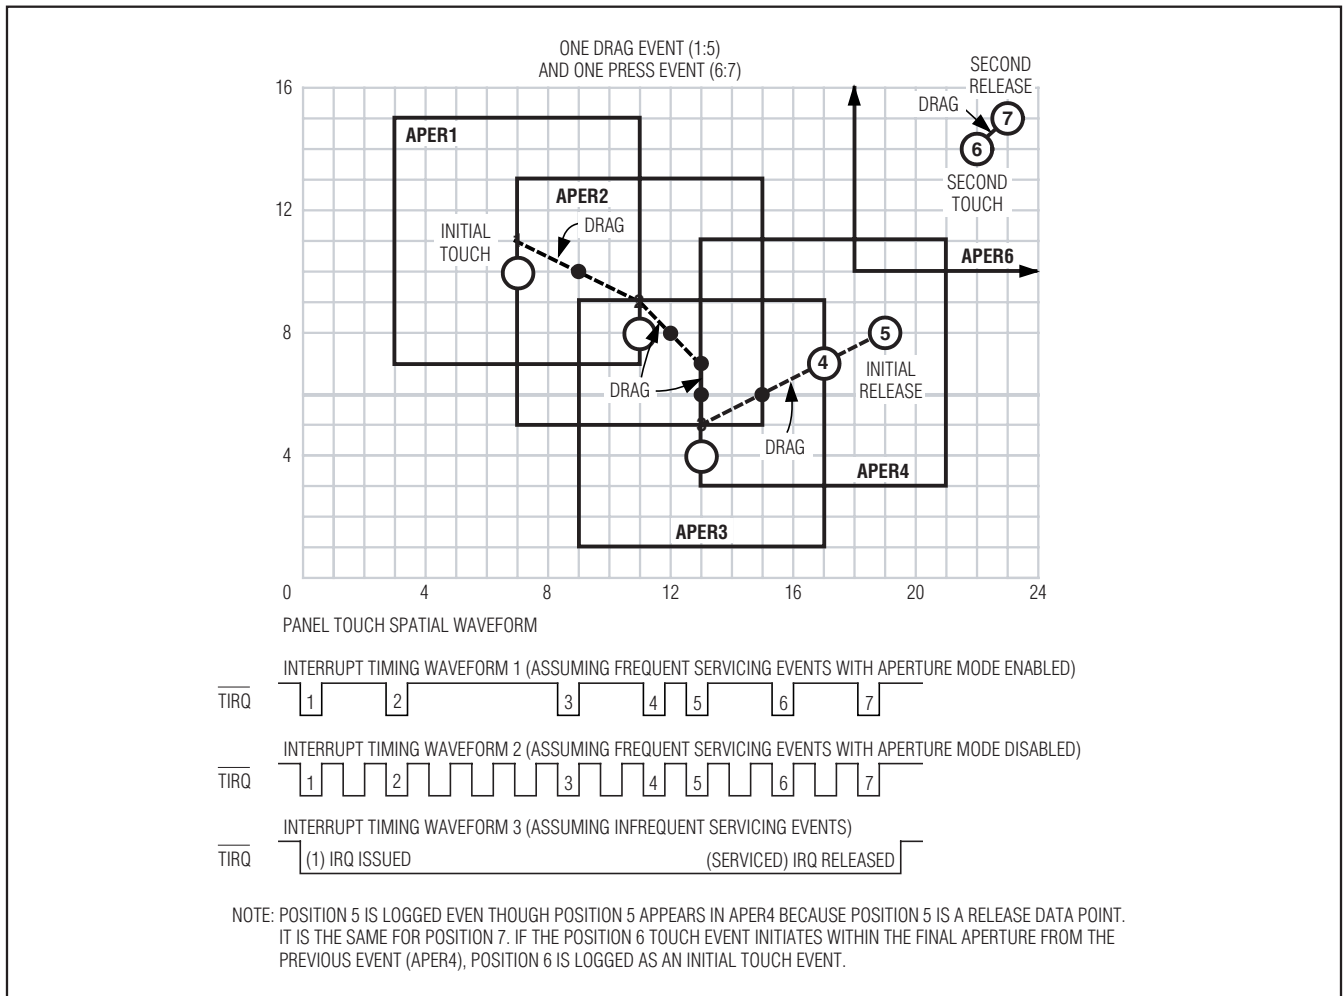 ONE DRAG EVENT (1:5)
AND ONE PRESS EVENT (6:7)
SECOND
RELEASE
DRAG
7
6
SECOND
TOUCH
16
12
8
4
0
4
8
12
16
20
24
APER1
APER2
INITIAL
TOUCH
DRAG
APER6
5
4
INITIAL
RELEASE
DRAG
DRAG
APER4
APER3
PANEL TOUCH SPATIAL WAVEFORM
INTERRUPT TIMING WAVEFORM 1 (ASSUMING FREQUENT SERVICING EVENTS WITH APERTURE MODE ENABLED)
TIRQ 1 2 3 4 5 6 7
INTERRUPT TIMING WAVEFORM 2 (ASSUMING FREQUENT SERVICING EVENTS WITH APERTURE MODE DISABLED)
TIRQ 1 2 3 4 5 6 7
INTERRUPT TIMING WAVEFORM 3 (ASSUMING INFREQUENT SERVICING EVENTS)
TIRQ (1) IRQ ISSUED (SERVICED) IRQ RELEASED
NOTE: POSITION 5 IS LOGGED EVEN THOUGH POSITION 5 APPEARS IN APER4 BECAUSE POSITION 5 IS A RELEASE DATA POINT.
IT IS THE SAME FOR POSITION 7. IF THE POSITION 6 TOUCH EVENT INITIATES WITHIN THE FINAL APERTURE FROM THE
PREVIOUS EVENT (APER4), POSITION 6 IS LOGGED AS AN INITIAL TOUCH EVENT.